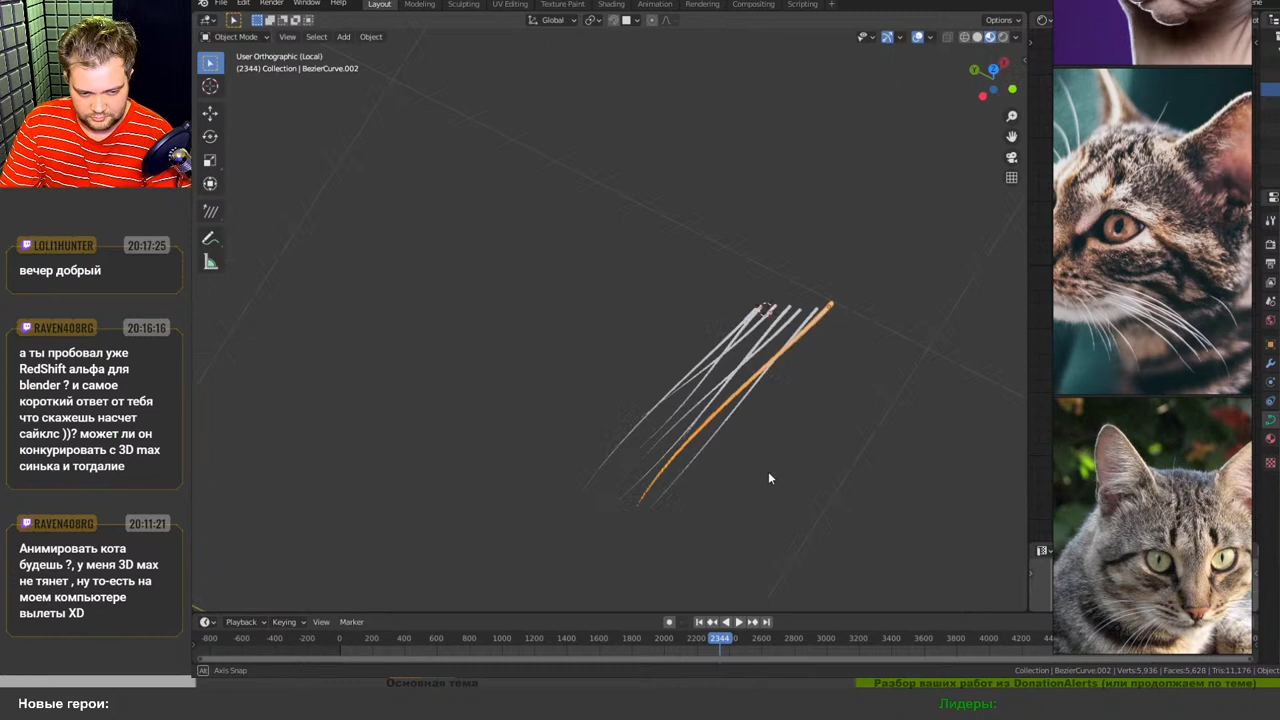 File Edit Render Window Help
Layout Modeling Sculpting UV Editing Texture Paint Shading Animation Rendering Compositing Scripting +
Global
Options
Object Mode View Select Add Object
User Orthographic (Local)
(2344) Collection | BezierCurve.002
Y
Z
X
LOLI1HUNTER 20:17:25
вечер добрый
RAVEN408RG 20:16:16
а ты пробовал уже
RedShift альфа для
blender ? и самое
короткий ответ от тебя
что скажешь насчет
сайклс ))? может ли он
конкурировать с 3D max
синька и тогдалие
RAVEN408RG 20:11:21
Анимировать кота
будешь ?, у меня 3D max
не тянет , ну то-есть на
моем компьютере
вылеты XD
Playback Keying View Marker
2344
-800 -600 -400 -200 0 200 400 600 800 1000 1200 1400 1600 1800 2000 2200 2600 2800 3000 3200 3400 3600 3800 4000 4200
Alt Axis Snap
Collection | BezierCurve.002 | Verts:5,936 | Faces:5,628 | Tris:11,176 | Object
Основная тема
Разбор ваших работ из DonationAlerts (или продолжаем по теме)
Новые герои:
Лидеры: